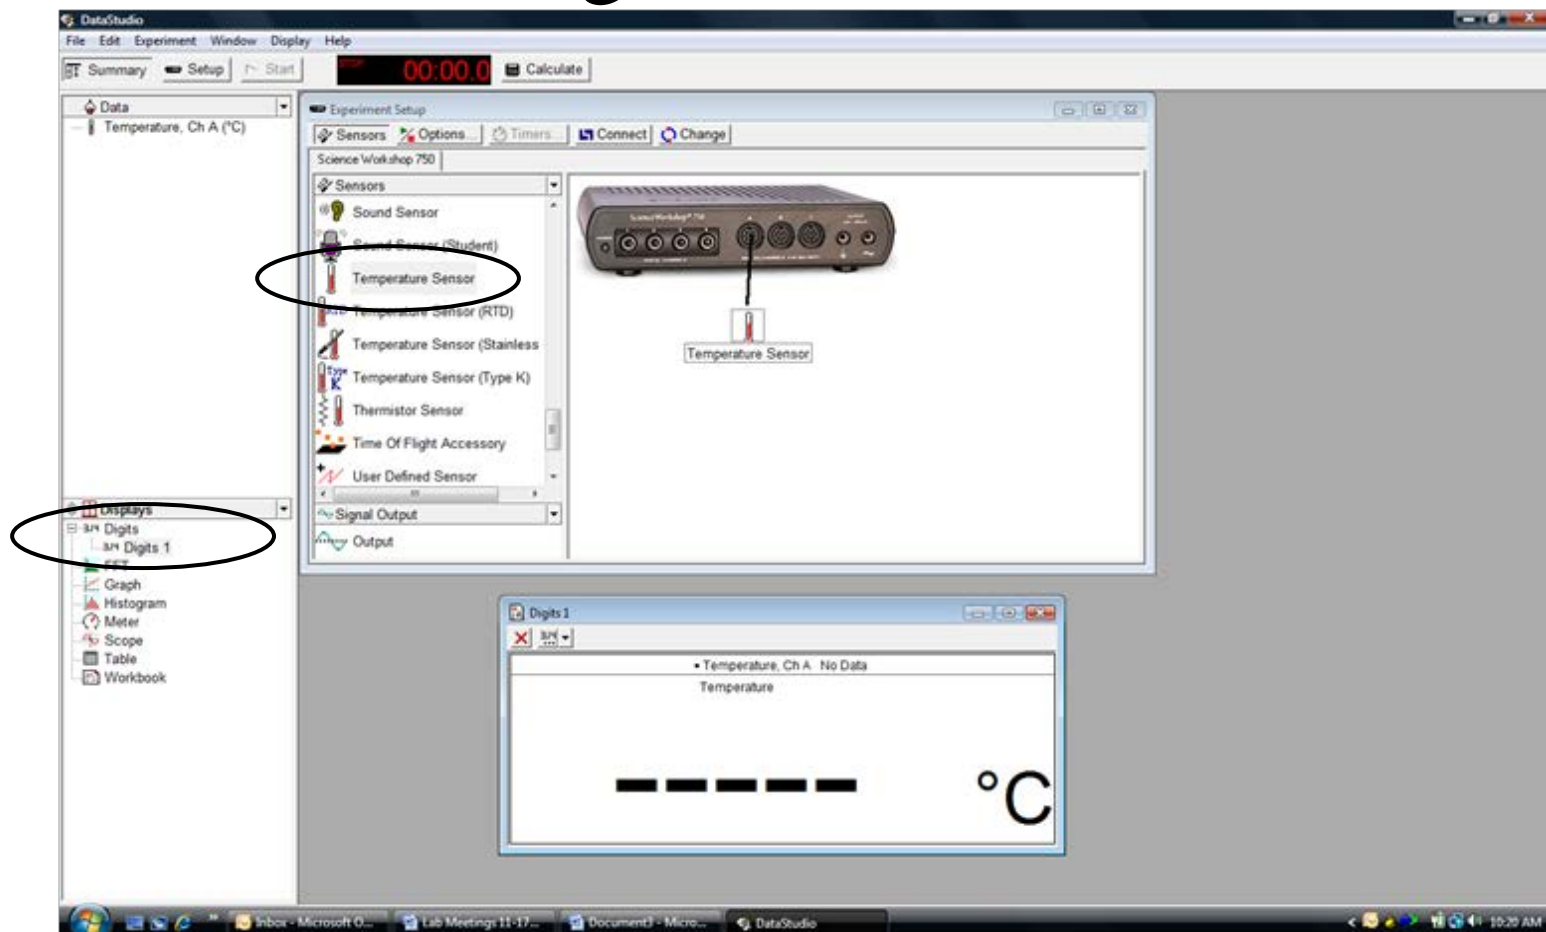 DataStudio
File Edit Experiment Window Display Help
Summary Setup Start 00:00.0 Calculate
Data
Temperature, Ch A (°C)
Experiment Setup
Sensors Options... Timers... Connect Change
Science Workshop 750
Sensors
Sound Sensor
Sound Sensor (Student)
Temperature Sensor
Temperature Sensor (RTD)
Temperature Sensor (Stainless
Temperature Sensor (Type K)
Thermistor Sensor
Time Of Flight Accessory
User Defined Sensor
Signal Output
Output
Temperature Sensor
Displays
Digits
Digits 1
FFT
Graph
Histogram
Meter
Scope
Table
Workbook
Digits 1
Temperature, Ch A No Data
Temperature
°C
Inbox - Microsoft O... Lab Meetings 11-17... Document3 - Micro... DataStudio 10:20 AM